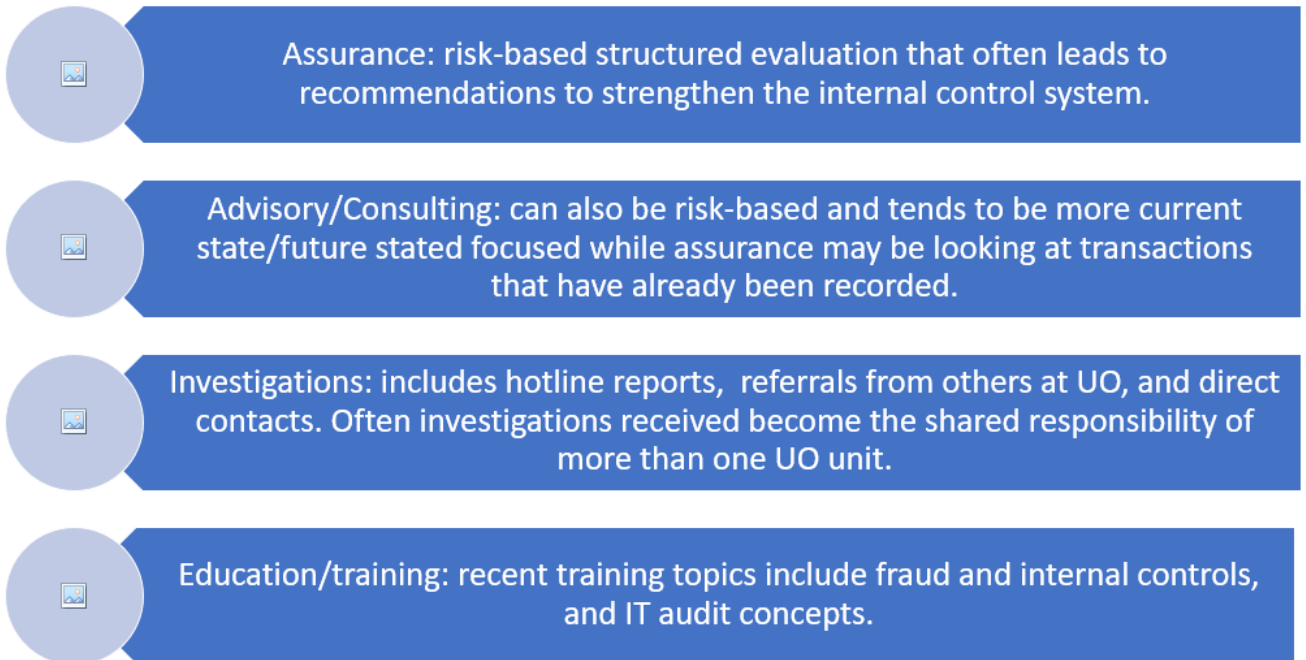 Assurance: risk-based structured evaluation that often leads to
recommendations to strengthen the internal control system.
Advisory/Consulting: can also be risk-based and tends to be more current
state/future stated focused while assurance may be looking at transactions
that have already been recorded.
Investigations: includes hotline reports,  referrals from others at UO, and direct
contacts. Often investigations received become the shared responsibility of
more than one UO unit.
Education/training: recent training topics include fraud and internal controls,
and IT audit concepts.